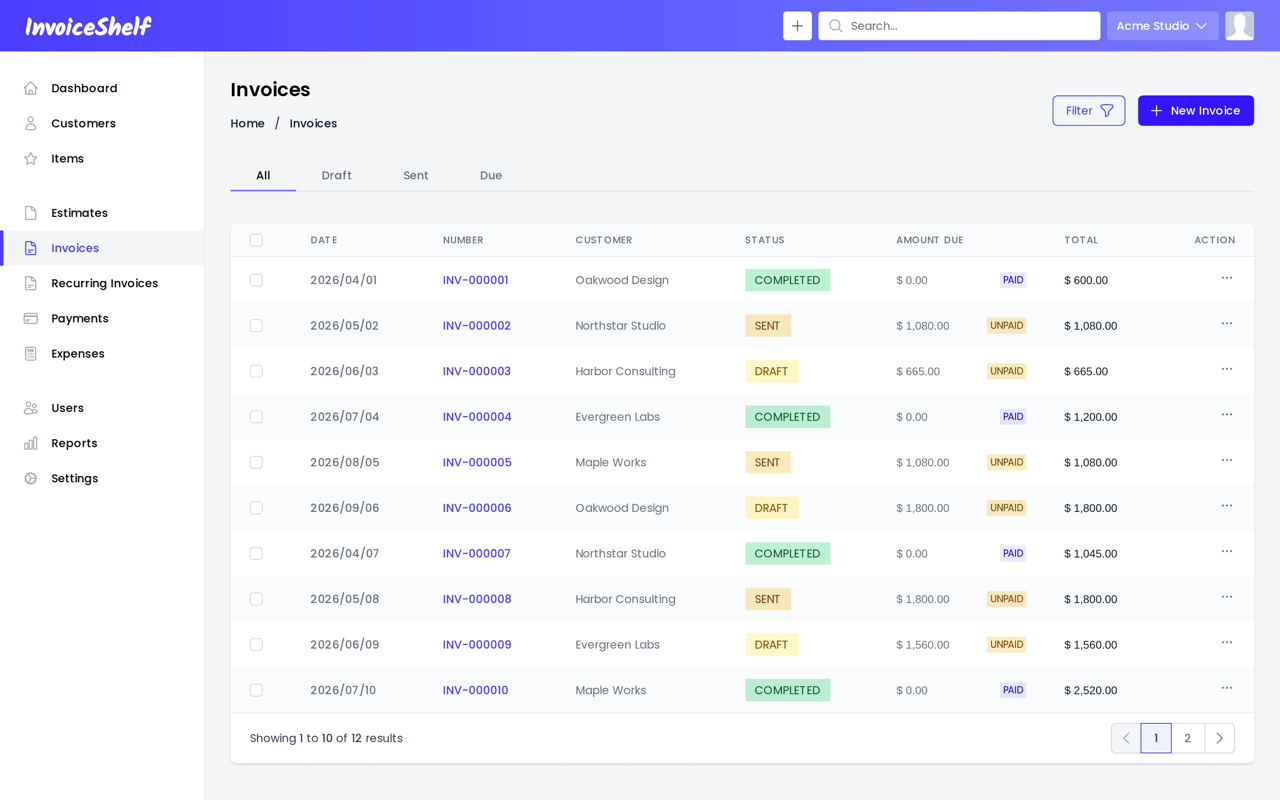 InvoiceShelf
Search...
Acme Studio
Dashboard
Customers
Items
Estimates
Invoices
Recurring Invoices
Payments
Expenses
Users
Reports
Settings
Invoices
Home / Invoices
Filter
New Invoice
All Draft Sent Due
DATE NUMBER CUSTOMER STATUS AMOUNT DUE TOTAL ACTION
2026/04/01 INV-000001 Oakwood Design COMPLETED $ 0.00 PAID $ 600.00
2026/05/02 INV-000002 Northstar Studio SENT $ 1,080.00 UNPAID $ 1,080.00
2026/06/03 INV-000003 Harbor Consulting DRAFT $ 665.00 UNPAID $ 665.00
2026/07/04 INV-000004 Evergreen Labs COMPLETED $ 0.00 PAID $ 1,200.00
2026/08/05 INV-000005 Maple Works SENT $ 1,080.00 UNPAID $ 1,080.00
2026/09/06 INV-000006 Oakwood Design DRAFT $ 1,800.00 UNPAID $ 1,800.00
2026/04/07 INV-000007 Northstar Studio COMPLETED $ 0.00 PAID $ 1,045.00
2026/05/08 INV-000008 Harbor Consulting SENT $ 1,800.00 UNPAID $ 1,800.00
2026/06/09 INV-000009 Evergreen Labs DRAFT $ 1,560.00 UNPAID $ 1,560.00
2026/07/10 INV-000010 Maple Works COMPLETED $ 0.00 PAID $ 2,520.00
Showing 1 to 10 of 12 results
1 2